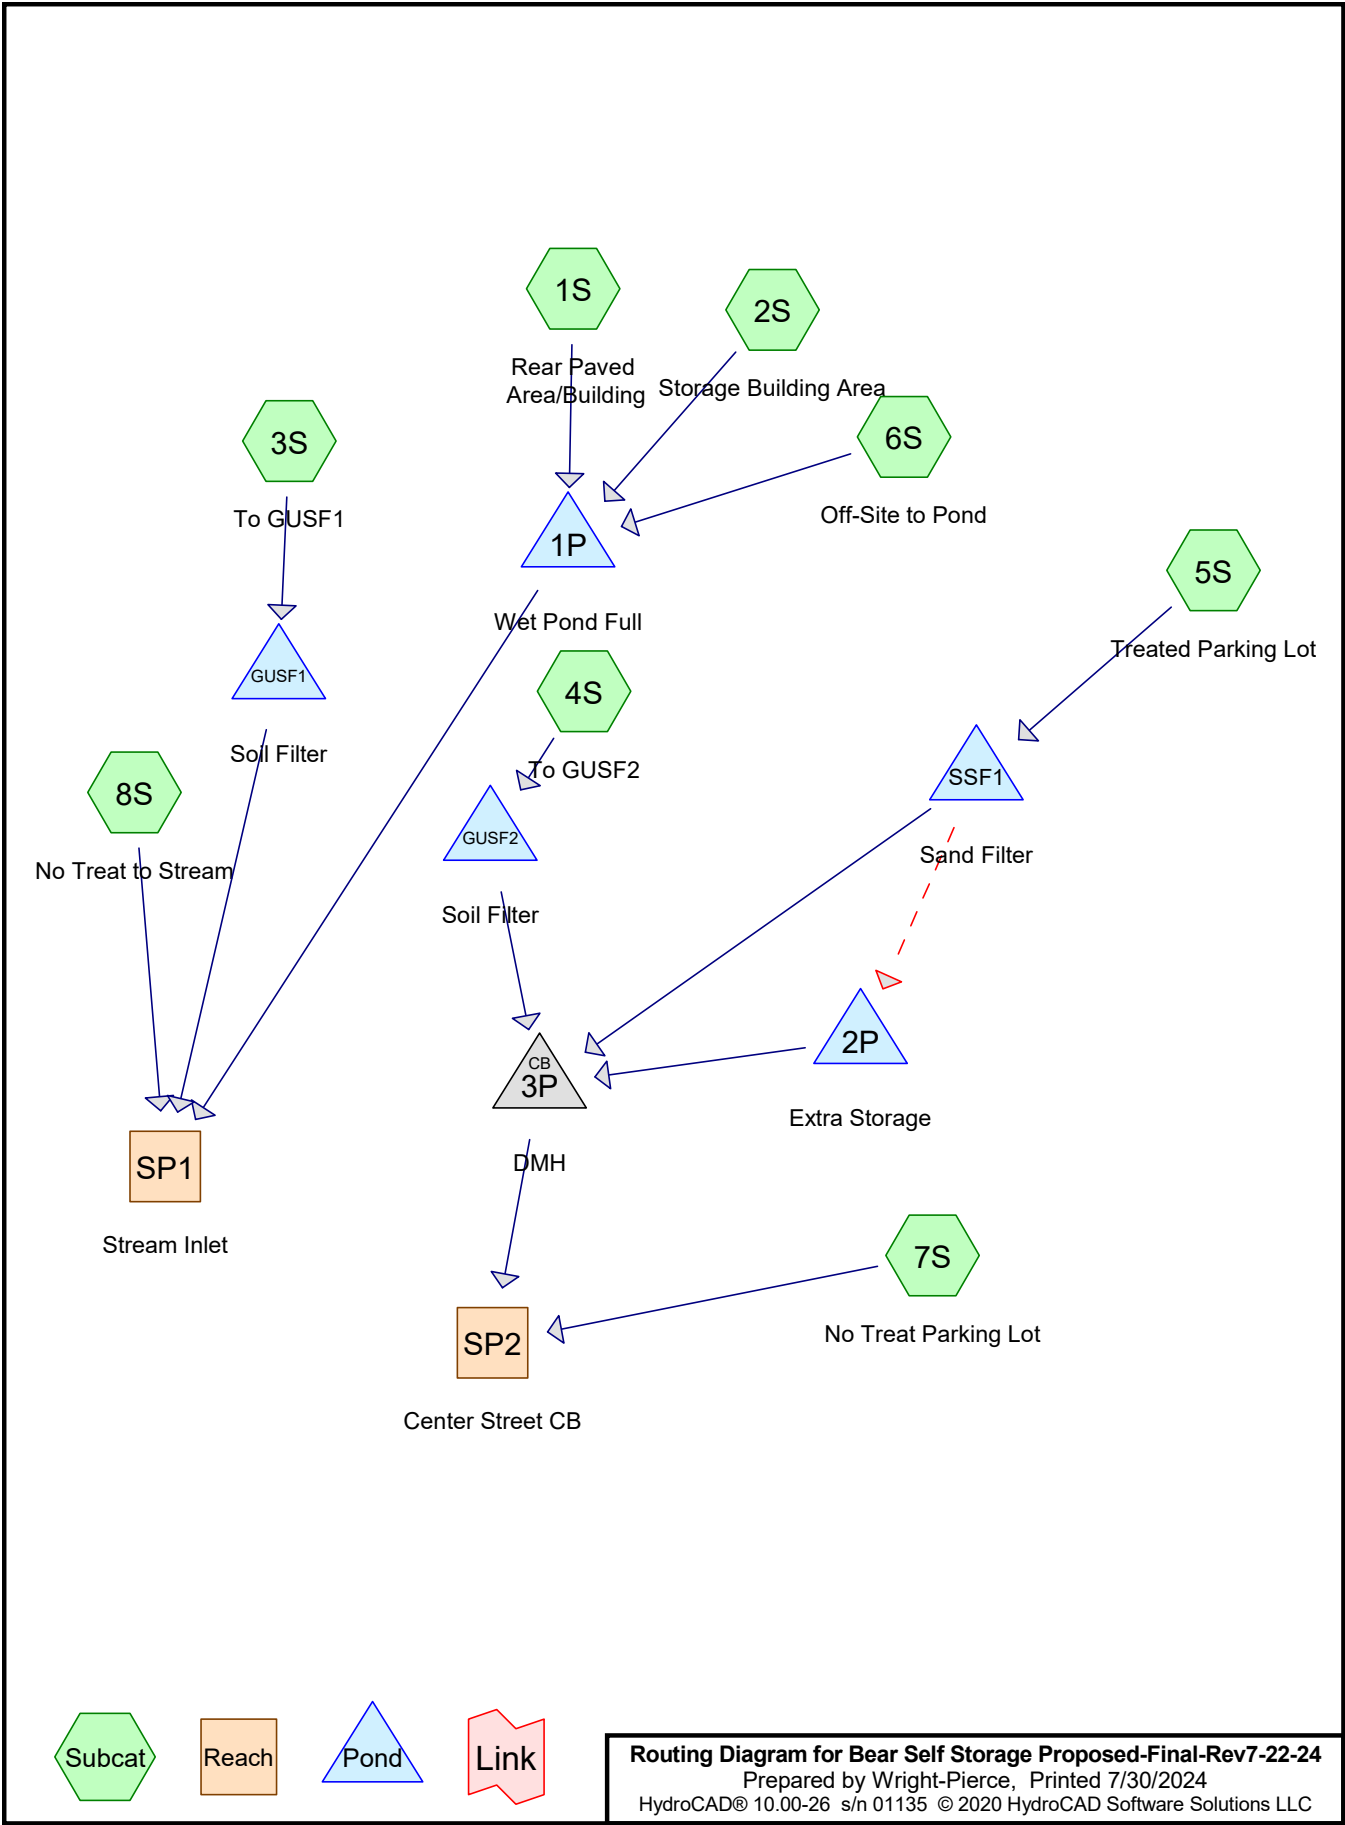 1S
Rear Paved
Area/Building
2S
Storage Building Area
3S
To GUSF1
6S
Off-Site to Pond
1P
Wet Pond Full
5S
Treated Parking Lot
GUSF1
Soil Filter
4S
To GUSF2
8S
No Treat to Stream
SSF1
Sand Filter
GUSF2
Soil Filter
2P
Extra Storage
CB
3P
DMH
SP1
Stream Inlet
7S
No Treat Parking Lot
SP2
Center Street CB
Subcat
Reach
Pond
Link
Routing Diagram for Bear Self Storage Proposed-Final-Rev7-22-24
Prepared by Wright-Pierce, Printed 7/30/2024
HydroCAD® 10.00-26 s/n 01135 © 2020 HydroCAD Software Solutions LLC